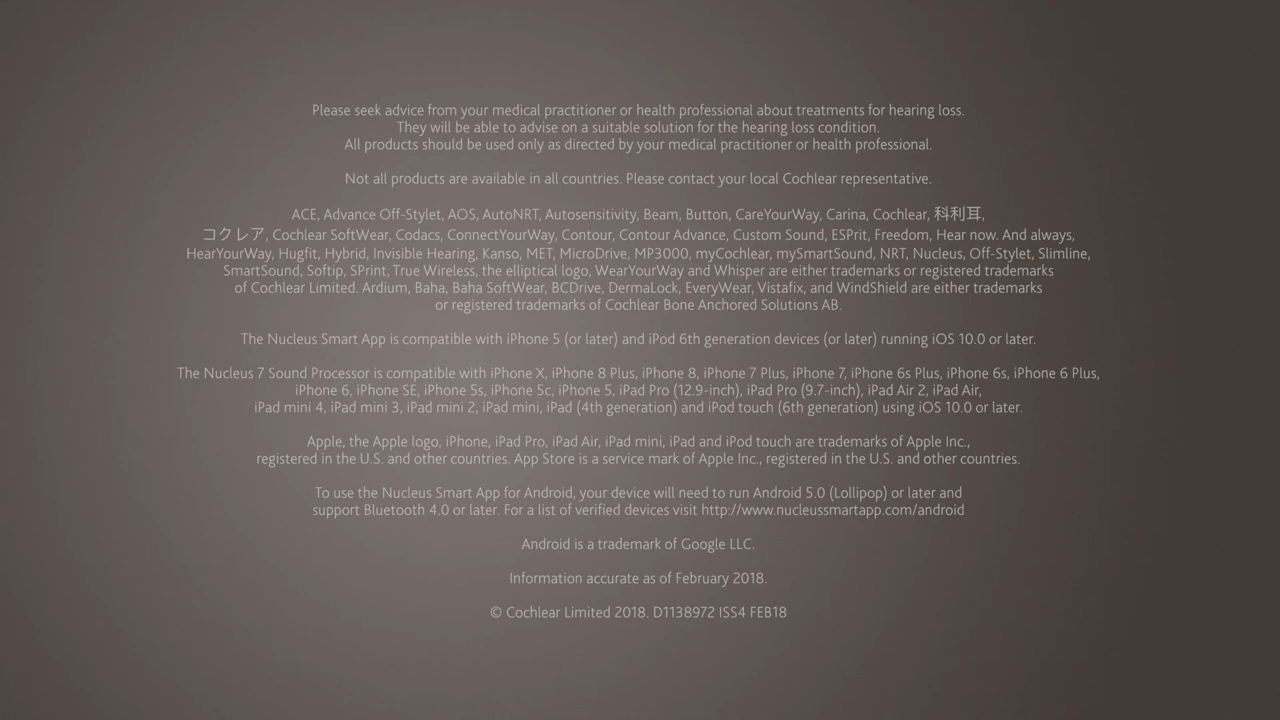 Please seek advice from your medical practitioner or health professional about treatments for hearing loss.
They will be able to advise on a suitable solution for the hearing loss condition.
All products should be used only as directed by your medical practitioner or health professional.
Not all products are available in all countries. Please contact your local Cochlear representative.
ACE, Advance Off-Stylet, AOS, AutoNRT, Autosensitivity, Beam, Button, CareYourWay, Carina, Cochlear, 科利耳,
コクレア, Cochlear SoftWear, Codacs, ConnectYourWay, Contour, Contour Advance, Custom Sound, ESPrit, Freedom, Hear now. And always,
HearYourWay, Hugfit, Hybrid, Invisible Hearing, Kanso, MET, MicroDrive, MP3000, myCochlear, mySmartSound, NRT, Nucleus, Off-Stylet, Slimline,
SmartSound, Softip, SPrint, True Wireless, the elliptical logo, WearYourWay and Whisper are either trademarks or registered trademarks
of Cochlear Limited. Ardium, Baha, Baha SoftWear, BCDrive, DermaLock, EveryWear, Vistafix, and WindShield are either trademarks
or registered trademarks of Cochlear Bone Anchored Solutions AB.
The Nucleus Smart App is compatible with iPhone 5 (or later) and iPod 6th generation devices (or later) running iOS 10.0 or later.
The Nucleus 7 Sound Processor is compatible with iPhone X, iPhone 8 Plus, iPhone 8, iPhone 7 Plus, iPhone 7, iPhone 6s Plus, iPhone 6s, iPhone 6 Plus,
iPhone 6, iPhone SE, iPhone 5s, iPhone 5c, iPhone 5, iPad Pro (12.9-inch), iPad Pro (9.7-inch), iPad Air 2, iPad Air,
iPad mini 4, iPad mini 3, iPad mini 2, iPad mini, iPad (4th generation) and iPod touch (6th generation) using iOS 10.0 or later.
Apple, the Apple logo, iPhone, iPad Pro, iPad Air, iPad mini, iPad and iPod touch are trademarks of Apple Inc.,
registered in the U.S. and other countries. App Store is a service mark of Apple Inc., registered in the U.S. and other countries.
To use the Nucleus Smart App for Android, your device will need to run Android 5.0 (Lollipop) or later and
support Bluetooth 4.0 or later. For a list of verified devices visit http://www.nucleussmartapp.com/android
Android is a trademark of Google LLC.
Information accurate as of February 2018.
© Cochlear Limited 2018. D1138972 ISS4 FEB18